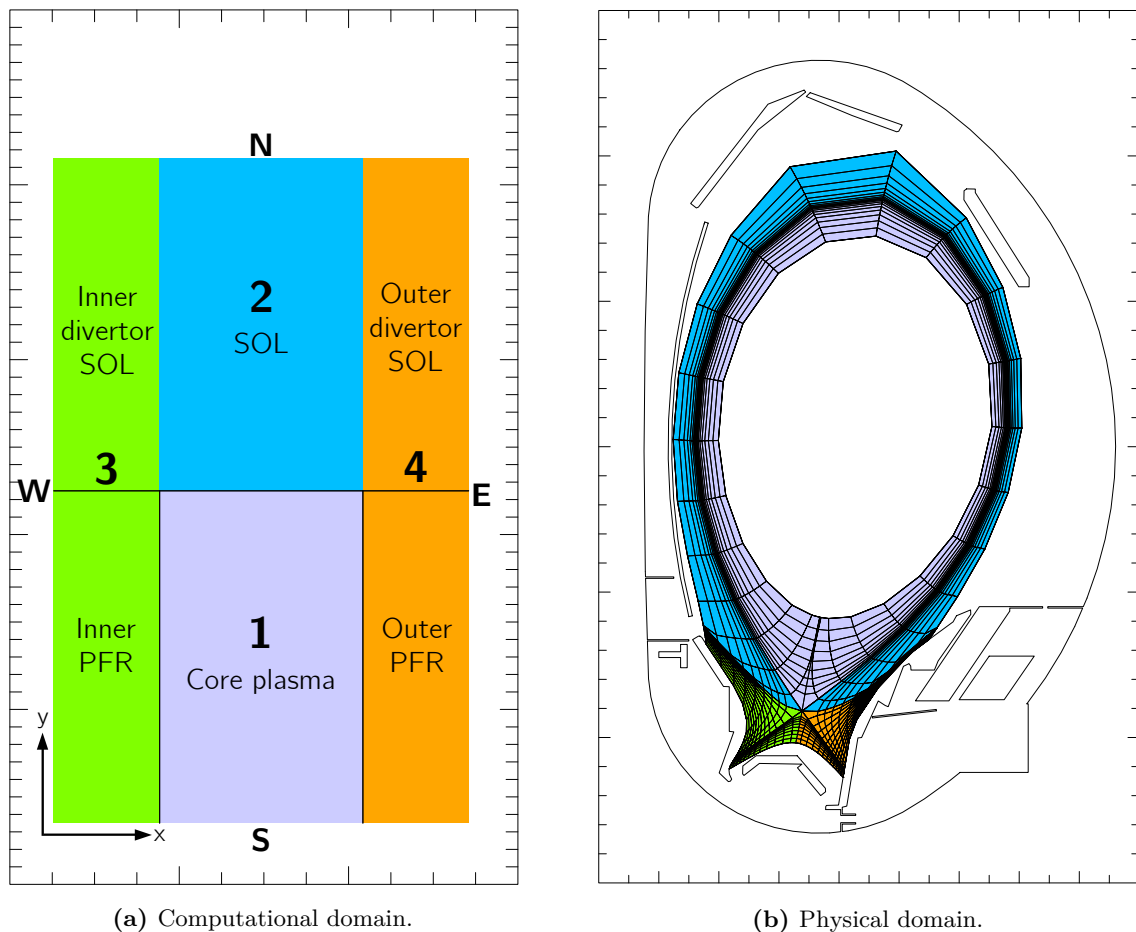 N
2
SOL
Inner
divertor
SOL
Outer
divertor
SOL
3
4
W
E
Inner
PFR
1
Core plasma
Outer
PFR
y
x
S
(a) Computational domain.
(b) Physical domain.